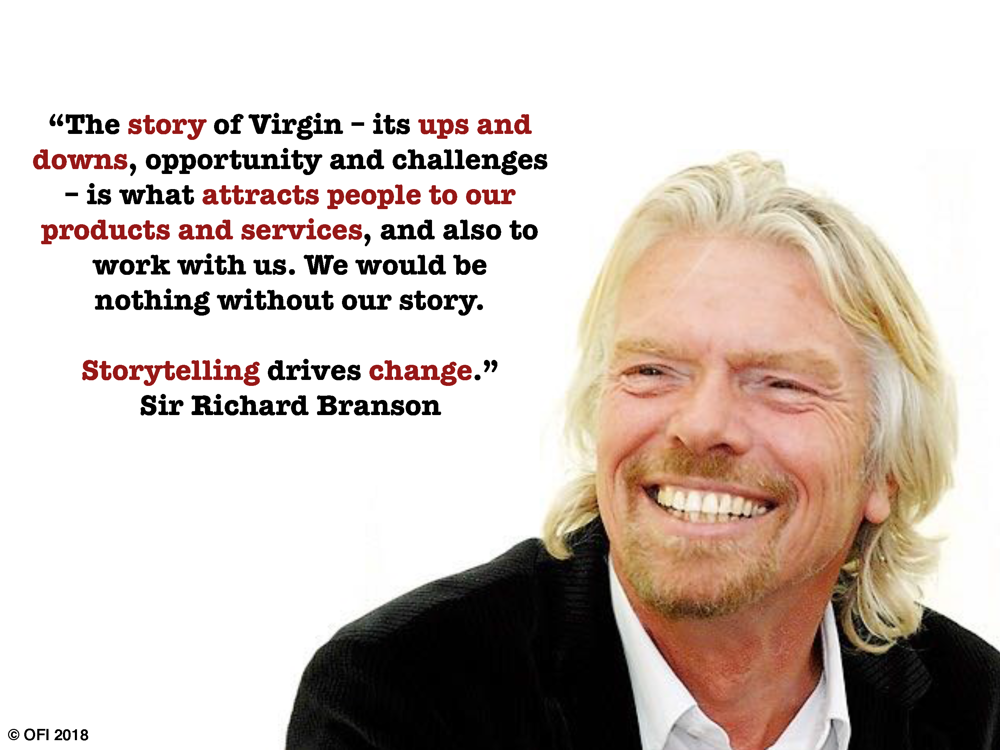 “The story of Virgin – its ups and
downs, opportunity and challenges
– is what attracts people to our
products and services, and also to
work with us. We would be
nothing without our story.
Storytelling drives change.”
Sir Richard Branson
© OFI 2018